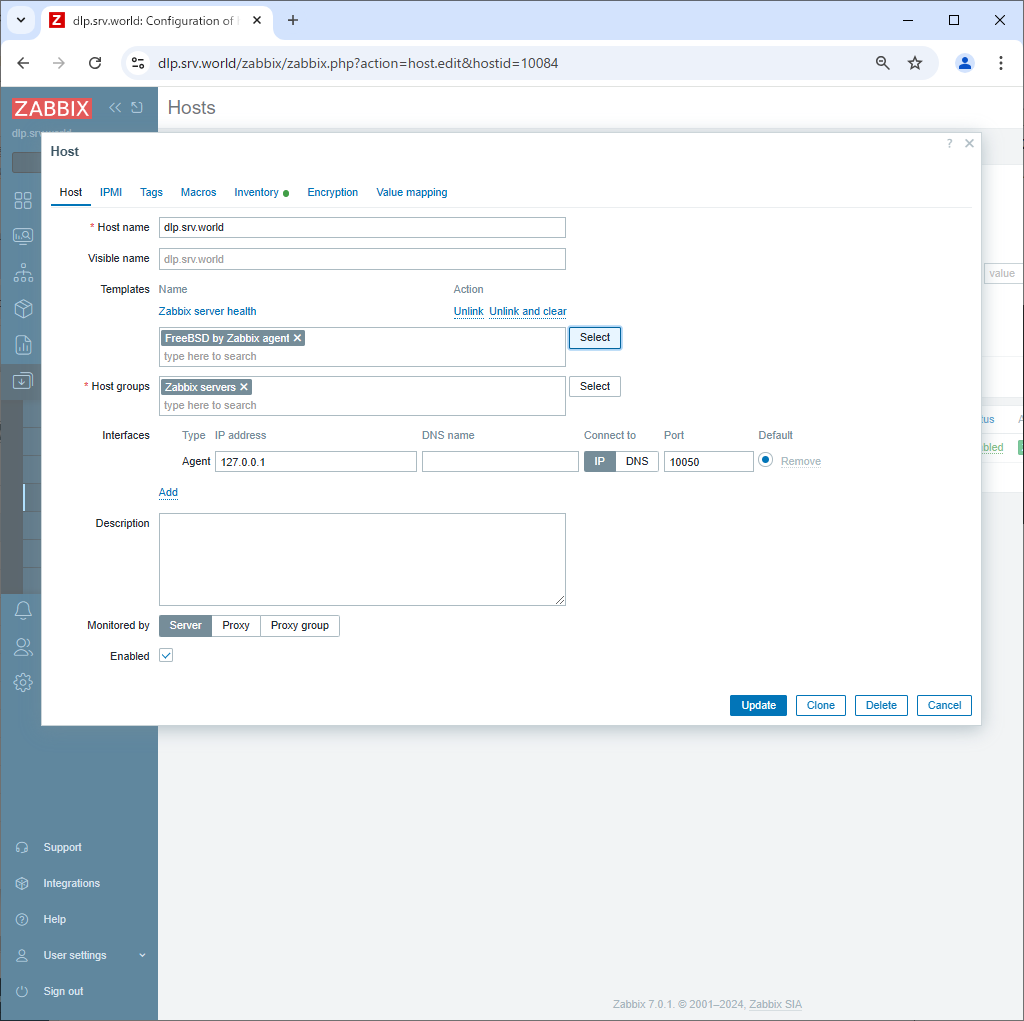 dlp.srv.world: Configuration of
dlp.srv.world/zabbix/zabbix.php?action=host.edit&hostid=10084
ZABBIX
Hosts
dlp.srv.world
Host
?
Host IPMI Tags Macros Inventory Encryption Value mapping
* Host name dlp.srv.world
Visible name dlp.srv.world
value
Templates Name Action
Zabbix server health Unlink Unlink and clear
FreeBSD by Zabbix agent Select
type here to search
* Host groups Zabbix servers Select
type here to search
Interfaces Type IP address DNS name Connect to Port Default
Agent 127.0.0.1 IP DNS 10050 Remove
Add
Description
Monitored by Server Proxy Proxy group
Enabled
Update Clone Delete Cancel
Support
Integrations
Help
User settings
Sign out
Zabbix 7.0.1. © 2001–2024, Zabbix SIA